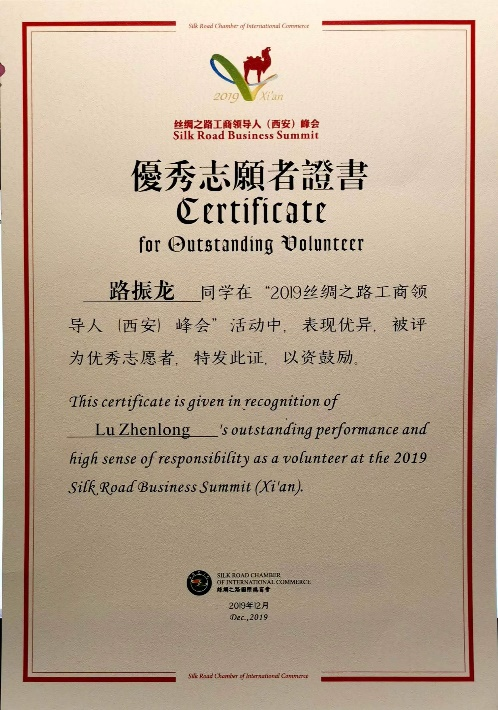 Silk Road Chamber of International Commerce
2019 Xi'an
丝绸之路工商领导人（西安）峰会
Silk Road Business Summit
優秀志願者證書
Certificate
for Outstanding Volunteer
路振龙 同学在“2019丝绸之路工商领
导人（西安）峰会”活动中，表现优异，被评
为优秀志愿者，特发此证，以资鼓励。
This certificate is given in recognition of
Lu Zhenlong 's outstanding performance and
high sense of responsibility as a volunteer at the 2019
Silk Road Business Summit (Xi'an).
SILK ROAD CHAMBER
OF INTERNATIONAL COMMERCE
絲綢之路國際總商會
2019年12月
Dec.,2019
Silk Road Chamber of International Commerce